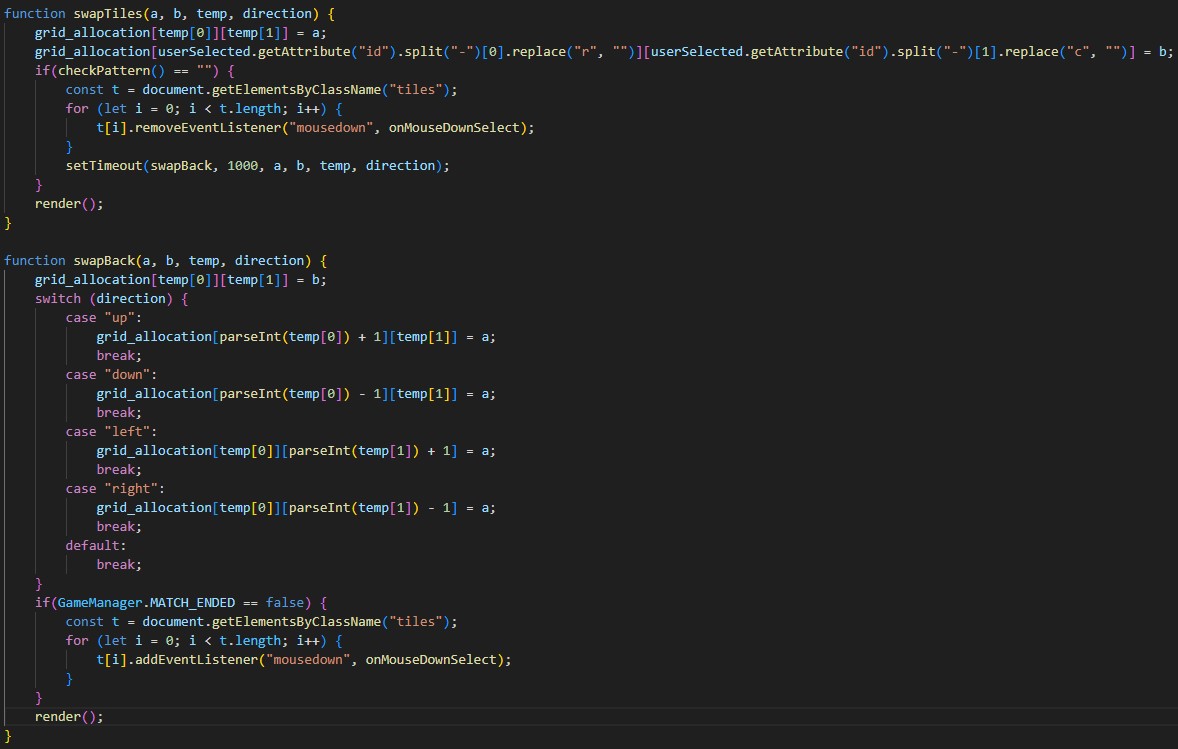 function swapTiles(a, b, temp, direction) {
    grid_allocation[temp[0]][temp[1]] = a;
    grid_allocation[userSelected.getAttribute("id").split("-")[0].replace("r", "")][userSelected.getAttribute("id").split("-")[1].replace("c", "")] = b;
    if(checkPattern() == "") {
        const t = document.getElementsByClassName("tiles");
        for (let i = 0; i < t.length; i++) {
            t[i].removeEventListener("mousedown", onMouseDownSelect);
        }
        setTimeout(swapBack, 1000, a, b, temp, direction);
    }
    render();
}

function swapBack(a, b, temp, direction) {
    grid_allocation[temp[0]][temp[1]] = b;
    switch (direction) {
        case "up":
            grid_allocation[parseInt(temp[0]) + 1][temp[1]] = a;
            break;
        case "down":
            grid_allocation[parseInt(temp[0]) - 1][temp[1]] = a;
            break;
        case "left":
            grid_allocation[temp[0]][parseInt(temp[1]) + 1] = a;
            break;
        case "right":
            grid_allocation[temp[0]][parseInt(temp[1]) - 1] = a;
            break;
        default:
            break;
    }
    if(GameManager.MATCH_ENDED == false) {
        const t = document.getElementsByClassName("tiles");
        for (let i = 0; i < t.length; i++) {
            t[i].addEventListener("mousedown", onMouseDownSelect);
        }
    }
    render();
}